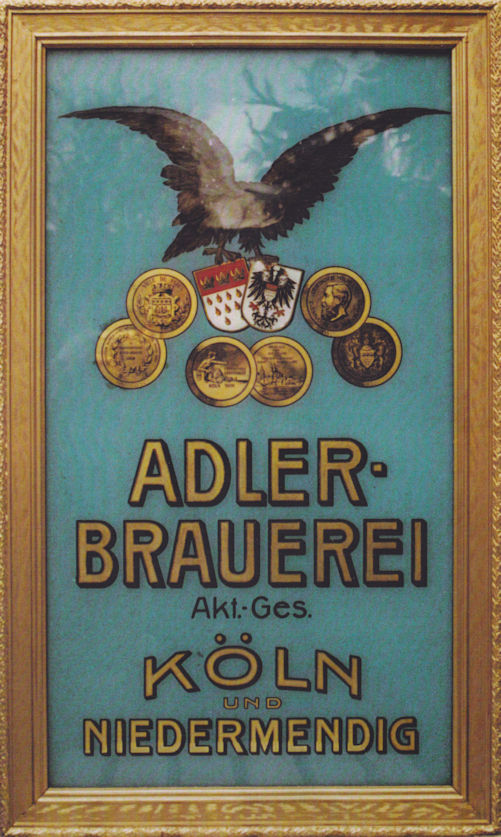 ADLER-
BRAUEREI
Akt.-Ges.
KÖLN
UND
NIEDERMENDIG